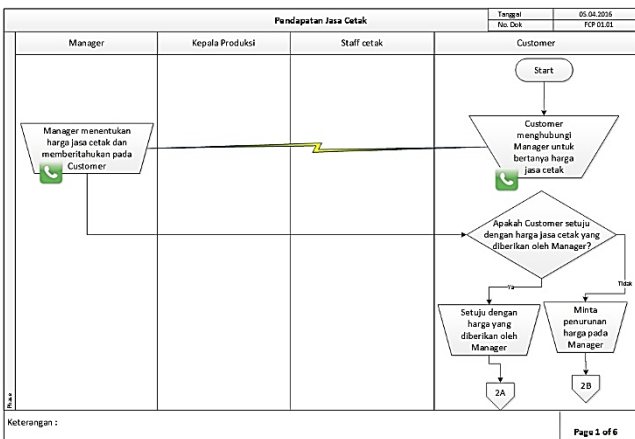 Pendapatan Jasa Cetak
Tanggal 05.04.2016
No. Dok FCP 01.01
Manager
Kepala Produksi
Staff cetak
Customer
Start
Customer
menghubungi
Manager untuk
bertanya harga
jasa cetak
Manager menentukan
harga jasa cetak dan
memberitahukan pada
Customer
Apakah Customer setuju
dengan harga jasa cetak yang
diberikan oleh Manager?
Ya
Tidak
Setuju dengan
harga yang
diberikan oleh
Manager
Minta
penurunan
harga pada
Manager
2A
2B
Phase
Keterangan :
Page 1 of 6